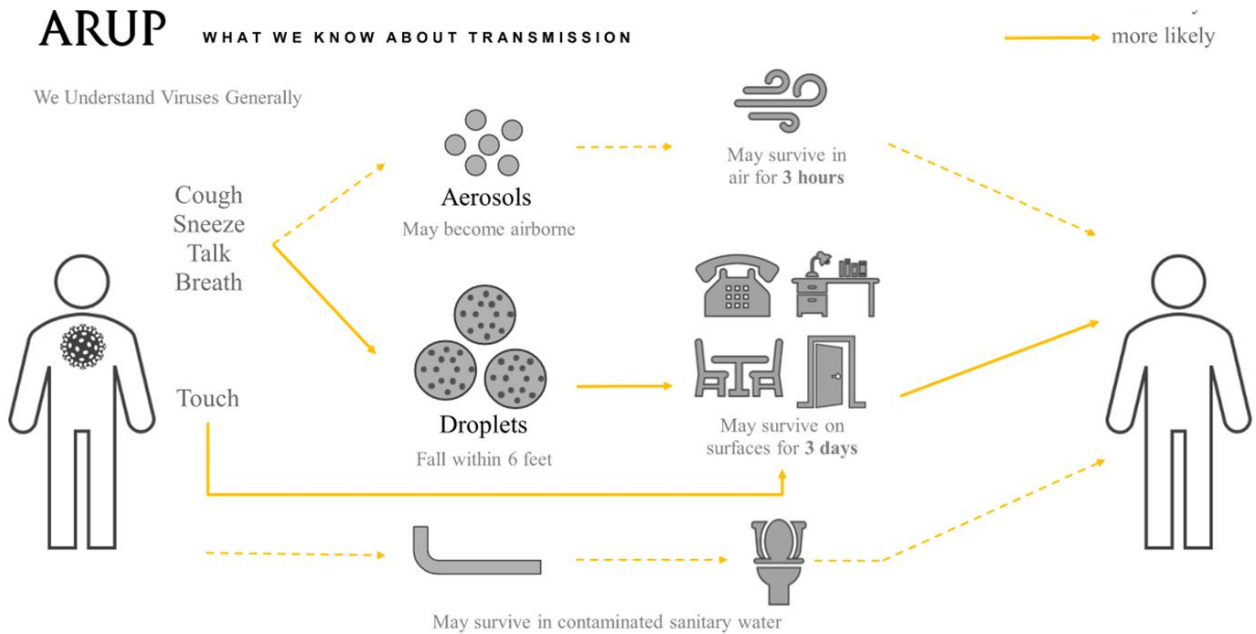 ARUP WHAT WE KNOW ABOUT TRANSMISSION
more likely
We Understand Viruses Generally
Cough
Sneeze
Talk
Breath
Aerosols
May become airborne
May survive in
air for 3 hours
Touch
Droplets
Fall within 6 feet
May survive on
surfaces for 3 days
May survive in contaminated sanitary water